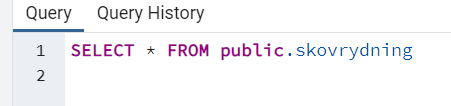 Query Query History
1 SELECT * FROM public.skovrydning
2